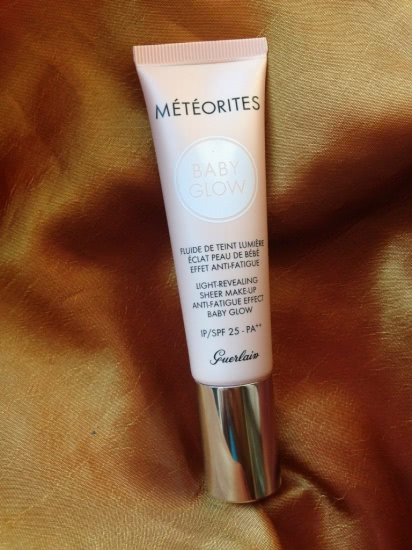 MÉTÉORITES
BABY
GLOW
FLUIDE DE TEINT LUMIÈRE
ÉCLAT PEAU DE BÉBÉ
EFFET ANTI-FATIGUE
LIGHT-REVEALING
SHEER MAKE-UP
ANTI-FATIGUE EFFECT
BABY GLOW
IP/SPF 25 - PA++
Guerlain